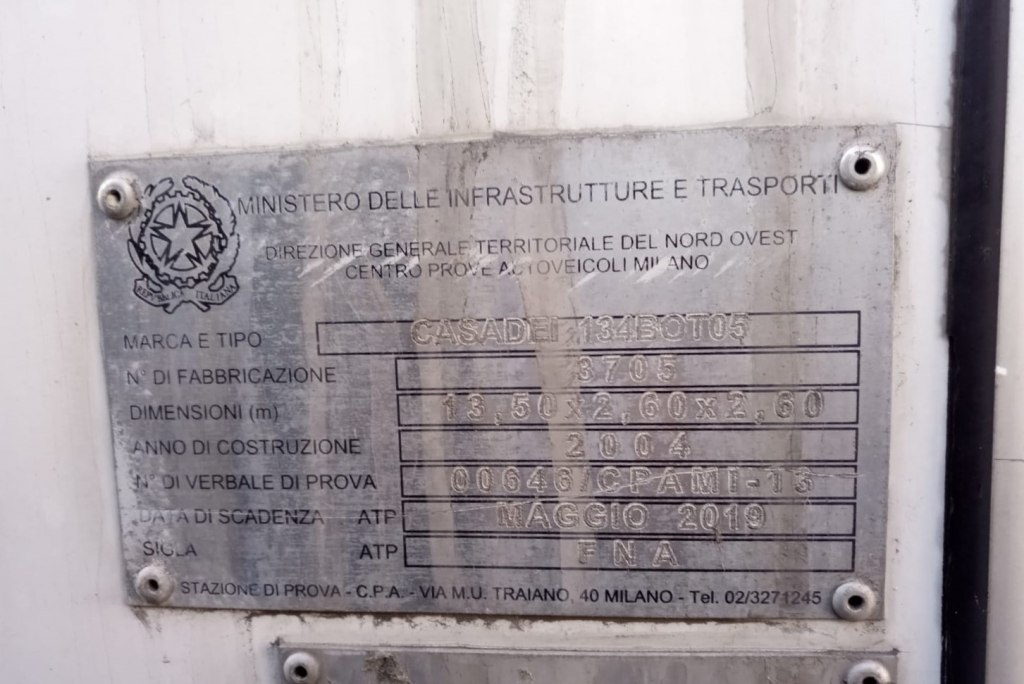 MINISTERO DELLE INFRASTRUTTURE E TRASPORTI
DIREZIONE GENERALE TERRITORIALE DEL NORD OVEST
CENTRO PROVE AUTOVEICOLI MILANO
REPUBBLICA ITALIANA
MARCA E TIPO CASADEI 134BOT05
N° DI FABBRICAZIONE 3705
DIMENSIONI (m) 13,50x2,60x2,60
ANNO DI COSTRUZIONE 2004
N° DI VERBALE DI PROVA 00646/CPAMI-13
DATA DI SCADENZA ATP MAGGIO 2019
SIGLA ATP FNA
STAZIONE DI PROVA - C.P.A. - VIA M.U. TRAIANO, 40 MILANO - Tel. 02/3271245